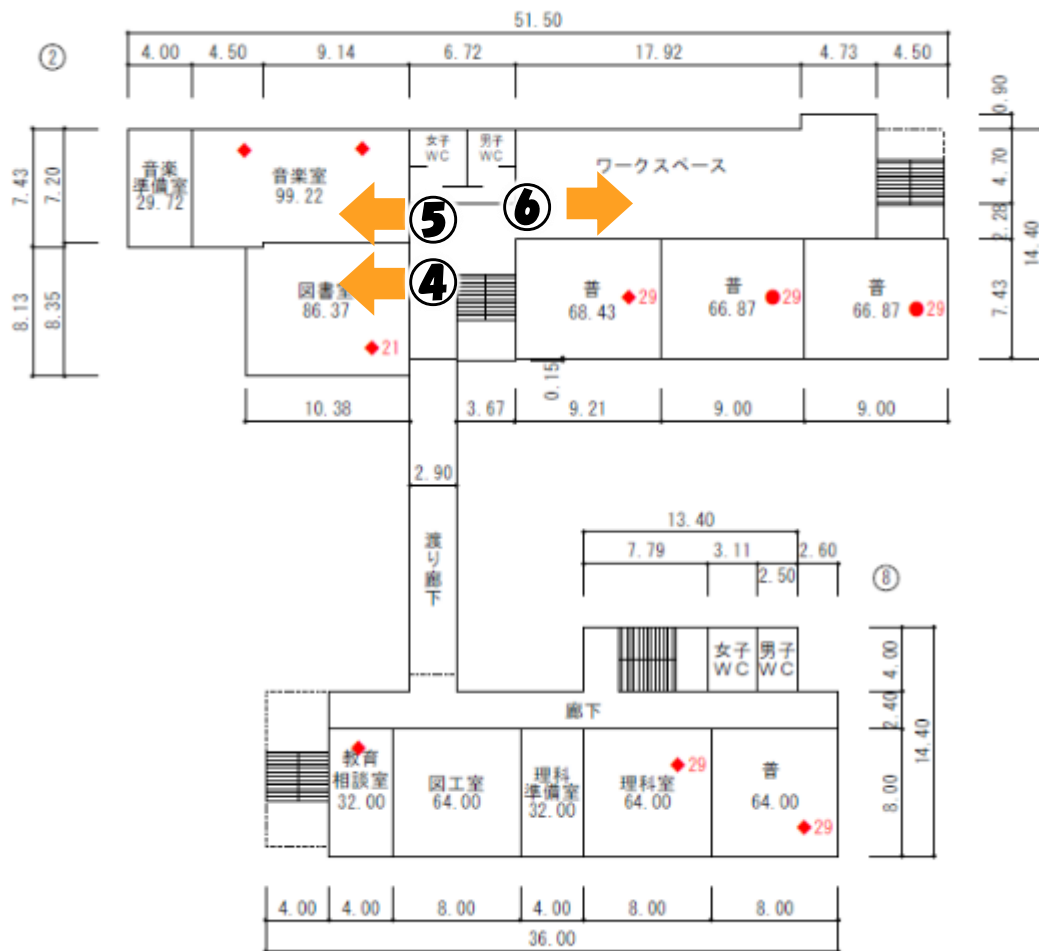 51.50
②
4.00 4.50 9.14 6.72 17.92 4.73 4.50
0.90
7.43
7.20
4.70
2.28
14.40
7.43
8.13
8.35
音楽
準備室
29.72
音楽室
99.22
女子
WC
男子
WC
ワークスペース
⑤
⑥
④
図書室
86.37
21
普
68.43
29
普
66.87
29
普
66.87
29
0.15
10.38 3.67 9.21 9.00 9.00
2.90
渡り廊下
13.40
7.79 3.11 2.60
2.50
⑧
女子
WC
男子
WC
4.00
2.40
8.00
14.40
廊下
教育
相談室
32.00
図工室
64.00
理科
準備室
32.00
理科室
64.00
29
普
64.00
29
4.00 4.00 8.00 4.00 8.00 8.00
36.00